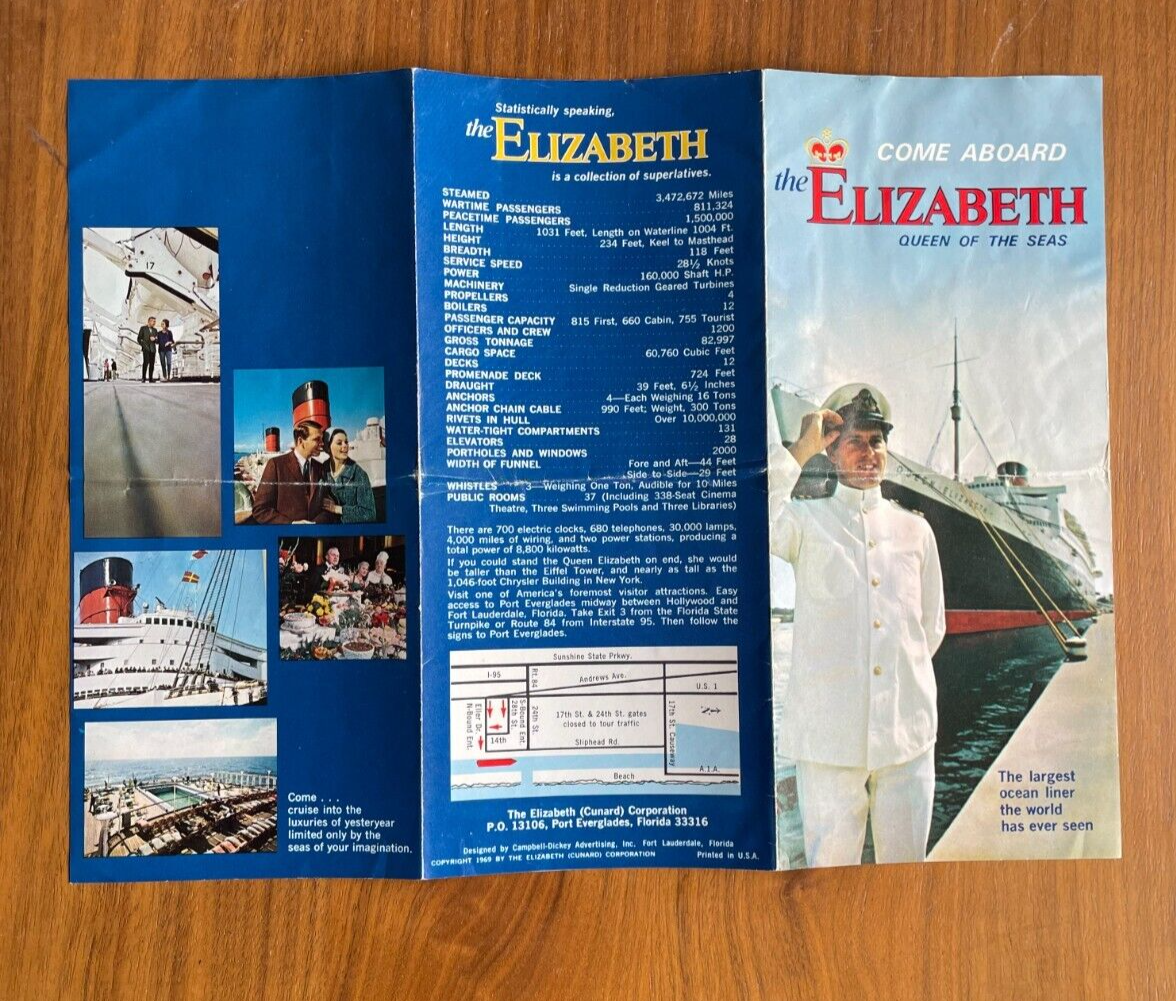 17
Come . . .
cruise into the
luxuries of yesteryear
limited only by the
seas of your imagination.
Statistically speaking,
the ELIZABETH
is a collection of superlatives.
STEAMED 3,472,672 Miles
WARTIME PASSENGERS 811,324
PEACETIME PASSENGERS 1,500,000
LENGTH 1031 Feet, Length on Waterline 1004 Ft.
HEIGHT 234 Feet, Keel to Masthead
BREADTH 118 Feet
SERVICE SPEED 28½ Knots
POWER 160,000 Shaft H.P.
MACHINERY Single Reduction Geared Turbines
PROPELLERS 4
BOILERS 12
PASSENGER CAPACITY 815 First, 660 Cabin, 755 Tourist
OFFICERS AND CREW 1200
GROSS TONNAGE 82,997
CARGO SPACE 60,760 Cubic Feet
DECKS 12
PROMENADE DECK 724 Feet
DRAUGHT 39 Feet, 6½ Inches
ANCHORS 4—Each Weighing 16 Tons
ANCHOR CHAIN CABLE 990 Feet; Weight, 300 Tons
RIVETS IN HULL Over 10,000,000
WATER-TIGHT COMPARTMENTS 131
ELEVATORS 28
PORTHOLES AND WINDOWS 2000
WIDTH OF FUNNEL Fore and Aft—44 Feet
Side to Side—29 Feet
WHISTLES 3—Weighing One Ton, Audible for 10 Miles
PUBLIC ROOMS 37 (Including 338-Seat Cinema
Theatre, Three Swimming Pools and Three Libraries)
There are 700 electric clocks, 680 telephones, 30,000 lamps,
4,000 miles of wiring, and two power stations, producing a
total power of 8,800 kilowatts.
If you could stand the Queen Elizabeth on end, she would
be taller than the Eiffel Tower, and nearly as tall as the
1,046-foot Chrysler Building in New York.
Visit one of America's foremost visitor attractions. Easy
access to Port Everglades midway between Hollywood and
Fort Lauderdale, Florida. Take Exit 3 from the Florida State
Turnpike or Route 84 from Interstate 95. Then follow the
signs to Port Everglades.
Sunshine State Prkwy.
I-95
Rt. 84
Andrews Ave.
U.S. 1
Eller Dr.
N-Bound Ent.
S-Bound Ent.
28th St.
24th St.
14th
17th St. & 24th St. gates
closed to tour traffic
17th St. Causeway
N
Sliphead Rd.
Beach
A.I.A.
The Elizabeth (Cunard) Corporation
P.O. 13106, Port Everglades, Florida 33316
Designed by Campbell-Dickey Advertising, Inc. Fort Lauderdale, Florida
COPYRIGHT 1969 BY THE ELIZABETH (CUNARD) CORPORATION Printed in U.S.A.
COME ABOARD
the ELIZABETH
QUEEN OF THE SEAS
QUEEN ELIZABETH
The largest
ocean liner
the world
has ever seen